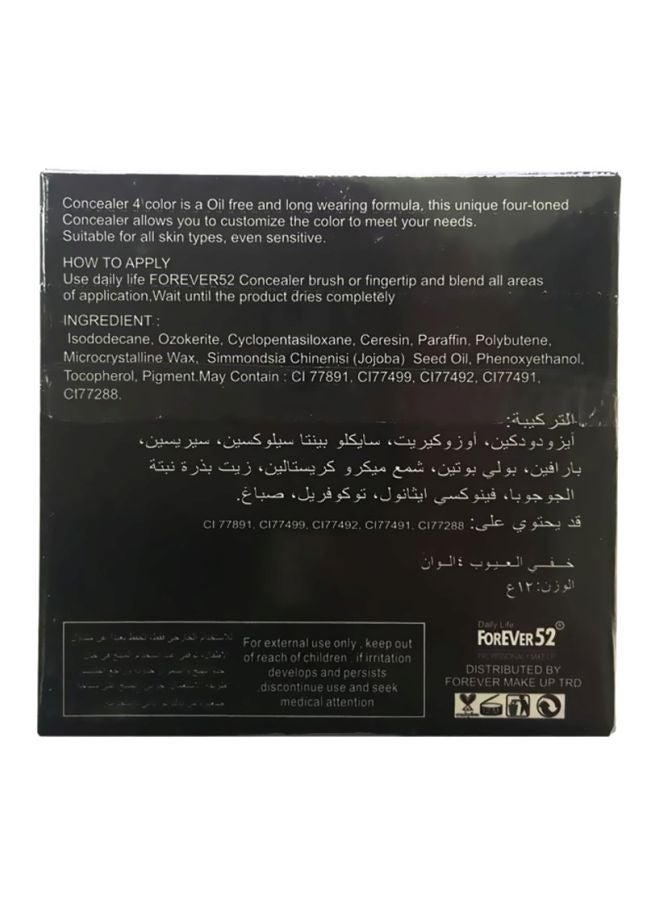 Concealer 4 color is a Oil free and long wearing formula, this unique four-toned
Concealer allows you to customize the color to meet your needs.
Suitable for all skin types, even sensitive.
HOW TO APPLY
Use daily life FOREVER52 Concealer brush or fingertip and blend all areas
of application,Wait until the product dries completely
INGREDIENT :
Isododecane, Ozokerite, Cyclopentasiloxane, Ceresin, Paraffin, Polybutene,
Microcrystalline Wax, Simmondsia Chinenisi (Jojoba) Seed Oil, Phenoxyethanol,
Tocopherol, Pigment.May Contain : CI 77891, CI77499, CI77492, CI77491,
CI77288.
التركيبة:
أيزودودكين، أوزوكيريت، سايكلو بينتا سيلوكسين، سيريسين،
بارافين، بولي بوتين، شمع ميكرو كريستالين، زيت بذرة نبتة
الجوجوبا، فينوكسي ايثانول، توكوفريل، صباغ.
قد يحتوي على: CI 77891, CI77499, CI77492, CI77491, CI77288
خفي العيوب ٤ الوان
الوزن: ١٢ع
للاستخدام الخارجي فقط،
For external use only , keep out
of reach of children , if irritation
develops and persists
,discontinue use and seek
medical attention
Daily Life
FOREVER52®
PROFESSIONAL MAKE UP
DISTRIBUTED BY
FOREVER MAKE UP TRD